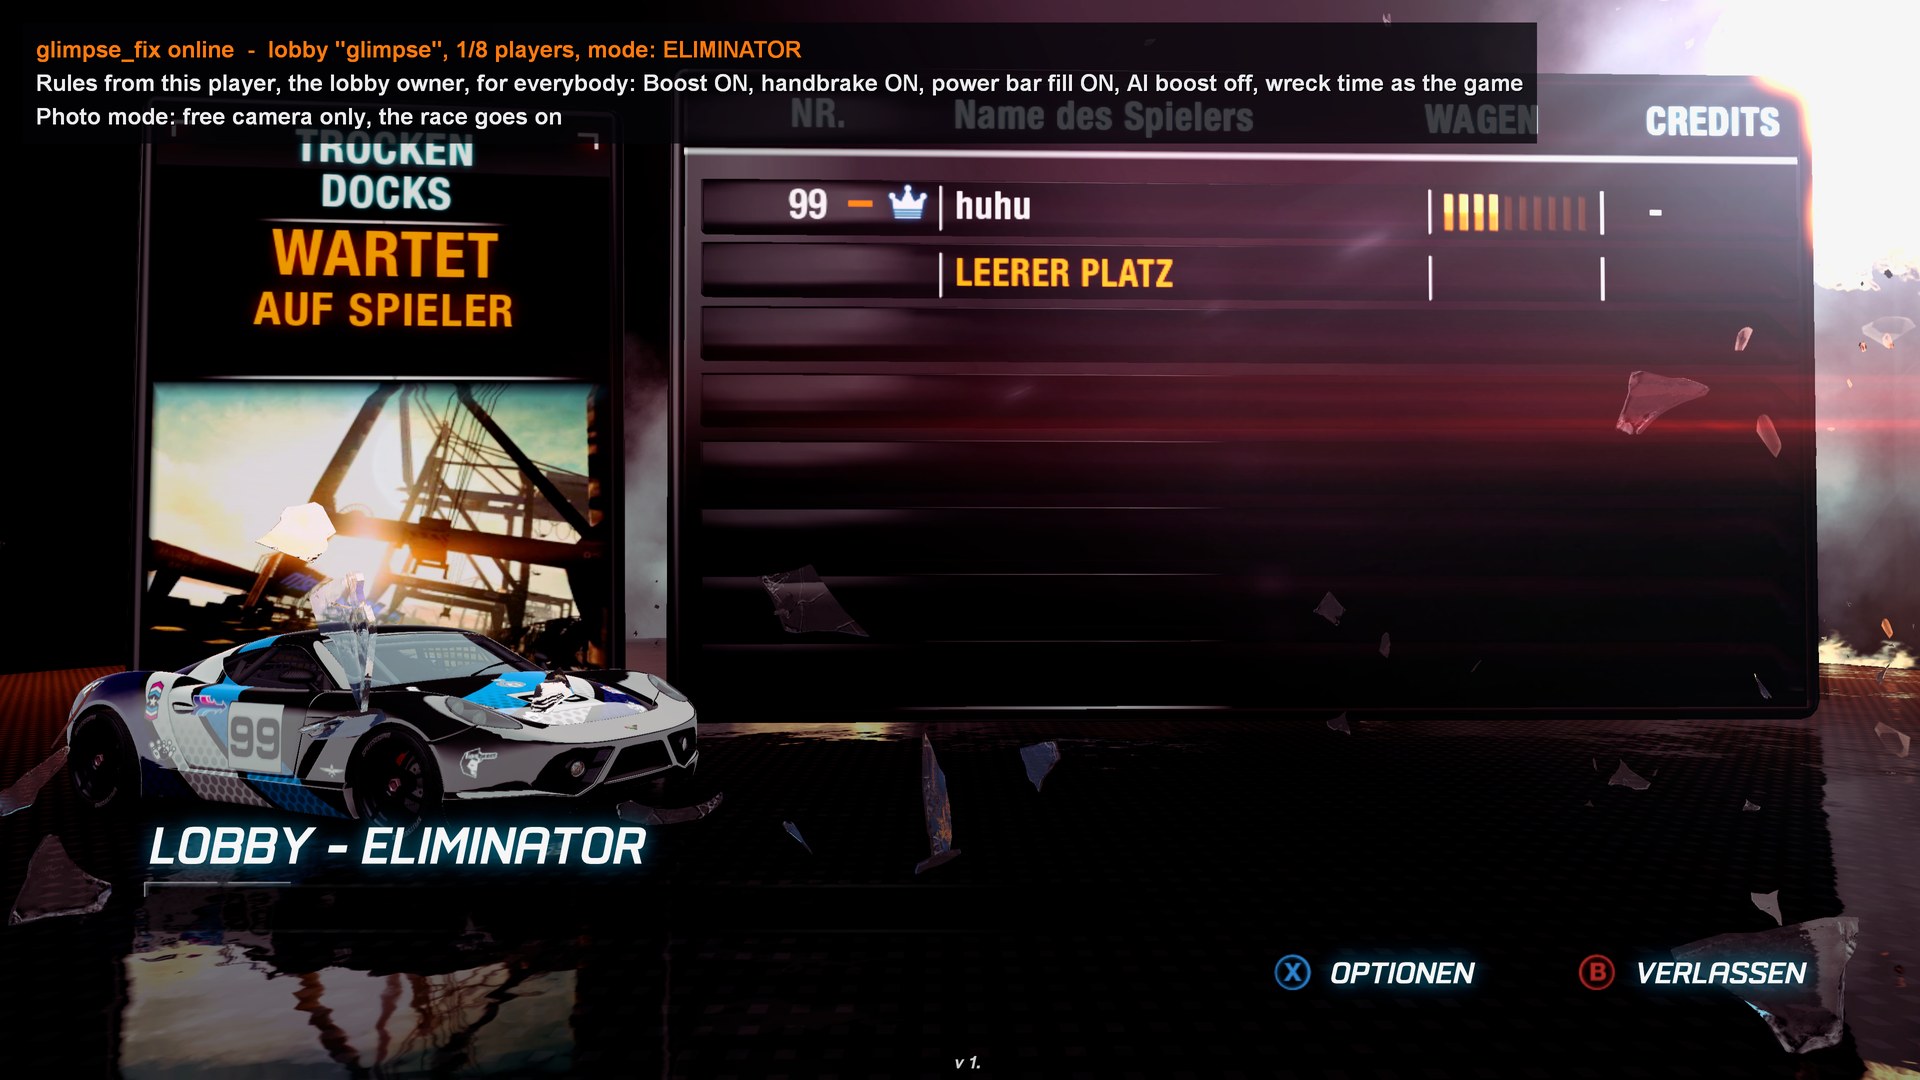 glimpse_fix online - lobby "glimpse", 1/8 players, mode: ELIMINATOR
Rules from this player, the lobby owner, for everybody: Boost ON, handbrake ON, power bar fill ON, AI boost off, wreck time as the game
Photo mode: free camera only, the race goes on
TROCKEN
DOCKS
WARTET
AUF SPIELER
NR. Name des Spielers WAGEN CREDITS
99 huhu -
LEERER PLATZ
99
LOBBY - ELIMINATOR
X OPTIONEN B VERLASSEN
v 1.